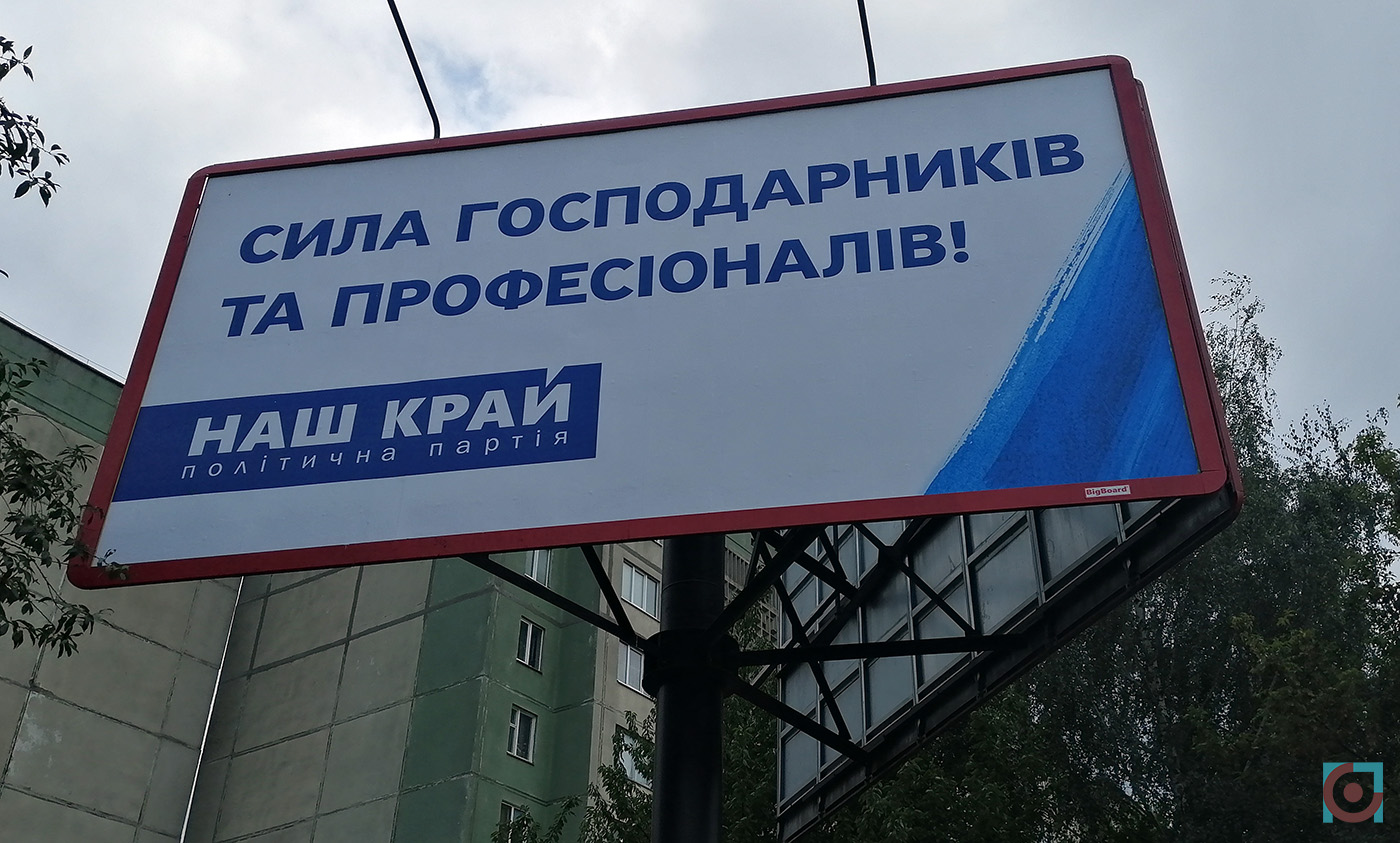 СИЛА ГОСПОДАРНИКІВ
ТА ПРОФЕСІОНАЛІВ!
НАШ КРАЙ
політична партія
BigBoard